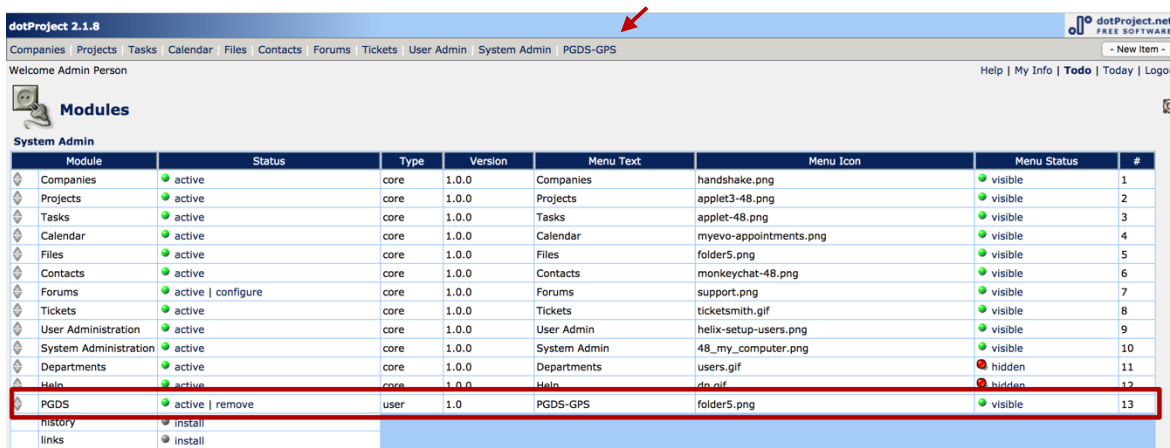 dotProject 2.1.8
dotProject.net
FREE SOFTWARE
Companies | Projects | Tasks | Calendar | Files | Contacts | Forums | Tickets | User Admin | System Admin | PGDS-GPS
- New Item -
Welcome Admin Person
Help | My Info | Todo | Today |
Modules
System Admin
Module Status Type Version Menu Text Menu Icon Menu Status #
Companies active core 1.0.0 Companies handshake.png visible 1
Projects active core 1.0.0 Projects applet3-48.png visible 2
Tasks active core 1.0.0 Tasks applet-48.png visible 3
Calendar active core 1.0.0 Calendar myevo-appointments.png visible 4
Files active core 1.0.0 Files folder5.png visible 5
Contacts active core 1.0.0 Contacts monkeychat-48.png visible 6
Forums active | configure core 1.0.0 Forums support.png visible 7
Tickets active core 1.0.0 Tickets ticketsmith.gif visible 8
User Administration active core 1.0.0 User Admin helix-setup-users.png visible 9
System Administration active core 1.0.0 System Admin 48_my_computer.png visible 10
Departments active core 1.0.0 Departments users.gif hidden 11
Help active core 1.0.0 Help dp.gif hidden 12
PGDS active | remove user 1.0 PGDS-GPS folder5.png visible 13
history install
links install